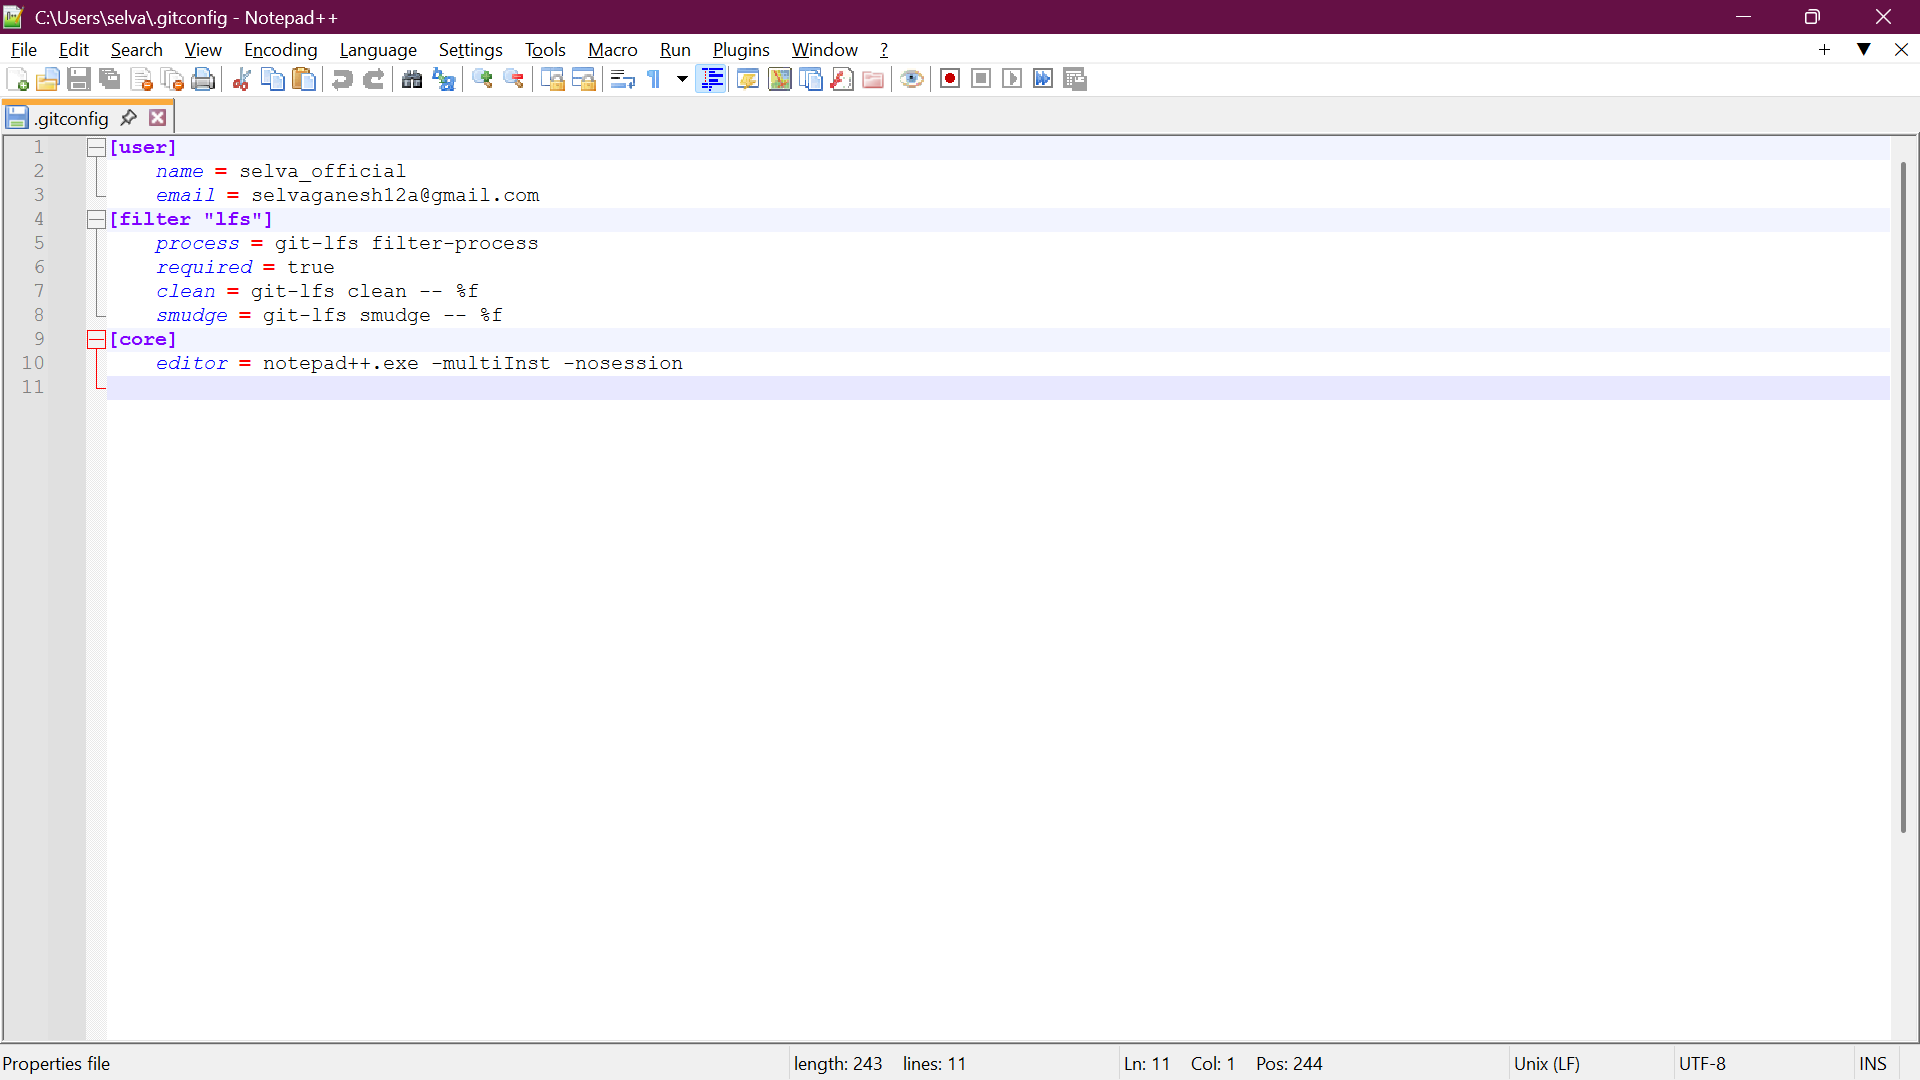 C:\Users\selva\.gitconfig - Notepad++
File Edit Search View Encoding Language Settings Tools Macro Run Plugins Window ?
.gitconfig
1 [user]
2 name = selva_official
3 email = selvaganesh12a@gmail.com
4 [filter "lfs"]
5 process = git-lfs filter-process
6 required = true
7 clean = git-lfs clean -- %f
8 smudge = git-lfs smudge -- %f
9 [core]
10 editor = notepad++.exe -multiInst -nosession
11
Properties file length: 243 lines: 11 Ln: 11 Col: 1 Pos: 244 Unix (LF) UTF-8 INS